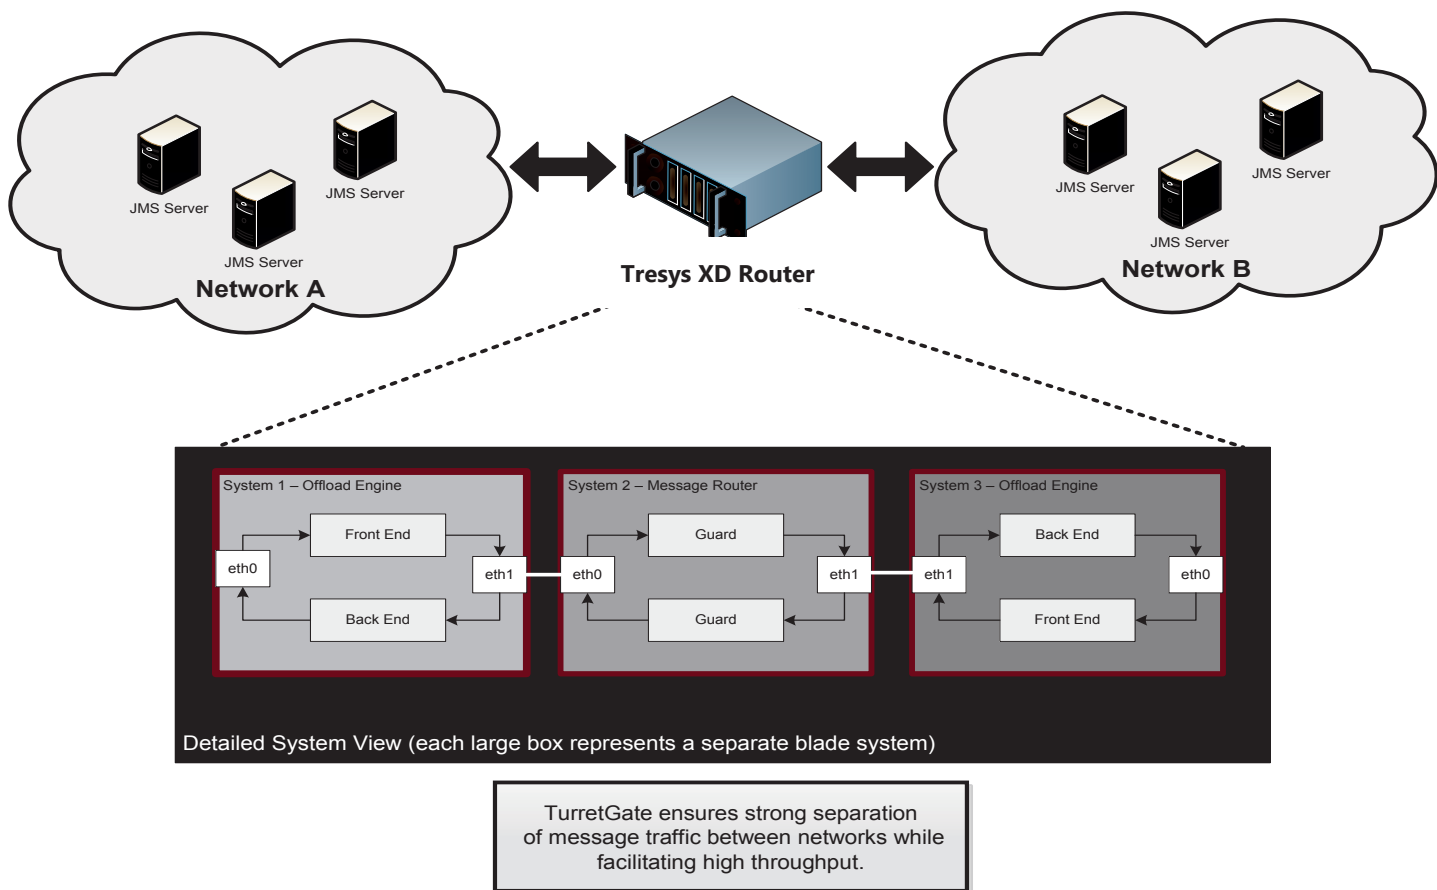 JMS Server
JMS Server
JMS Server
Network A
Tresys XD Router
JMS Server
JMS Server
JMS Server
Network B
System 1 – Offload Engine
Front End
eth0
eth1
Back End
System 2 – Message Router
Guard
eth0
eth1
Guard
System 3 – Offload Engine
Back End
eth1
eth0
Front End
Detailed System View (each large box represents a separate blade system)
TurretGate ensures strong separation
of message traffic between networks while
facilitating high throughput.